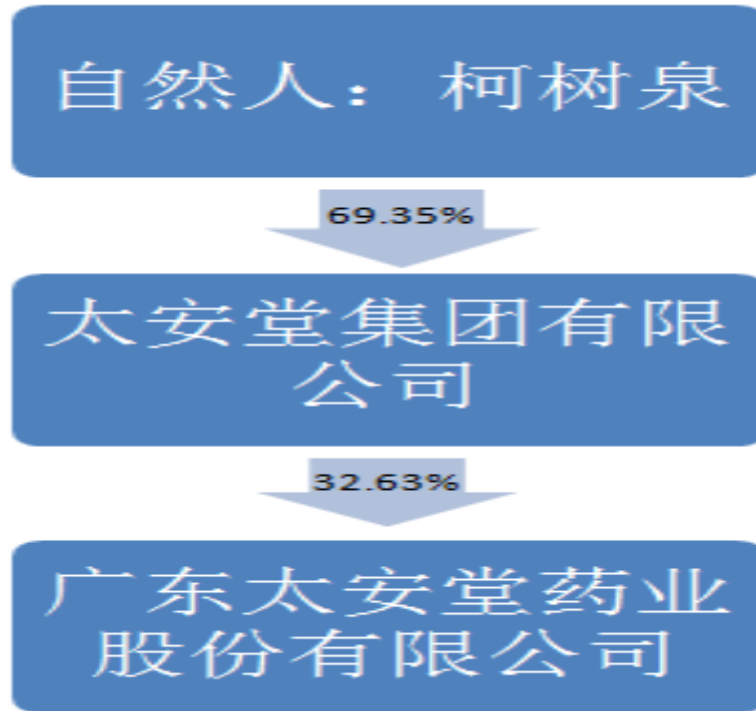 自然人：柯树泉
69.35%
太安堂集团有限
公司
32.63%
广东太安堂药业
股份有限公司